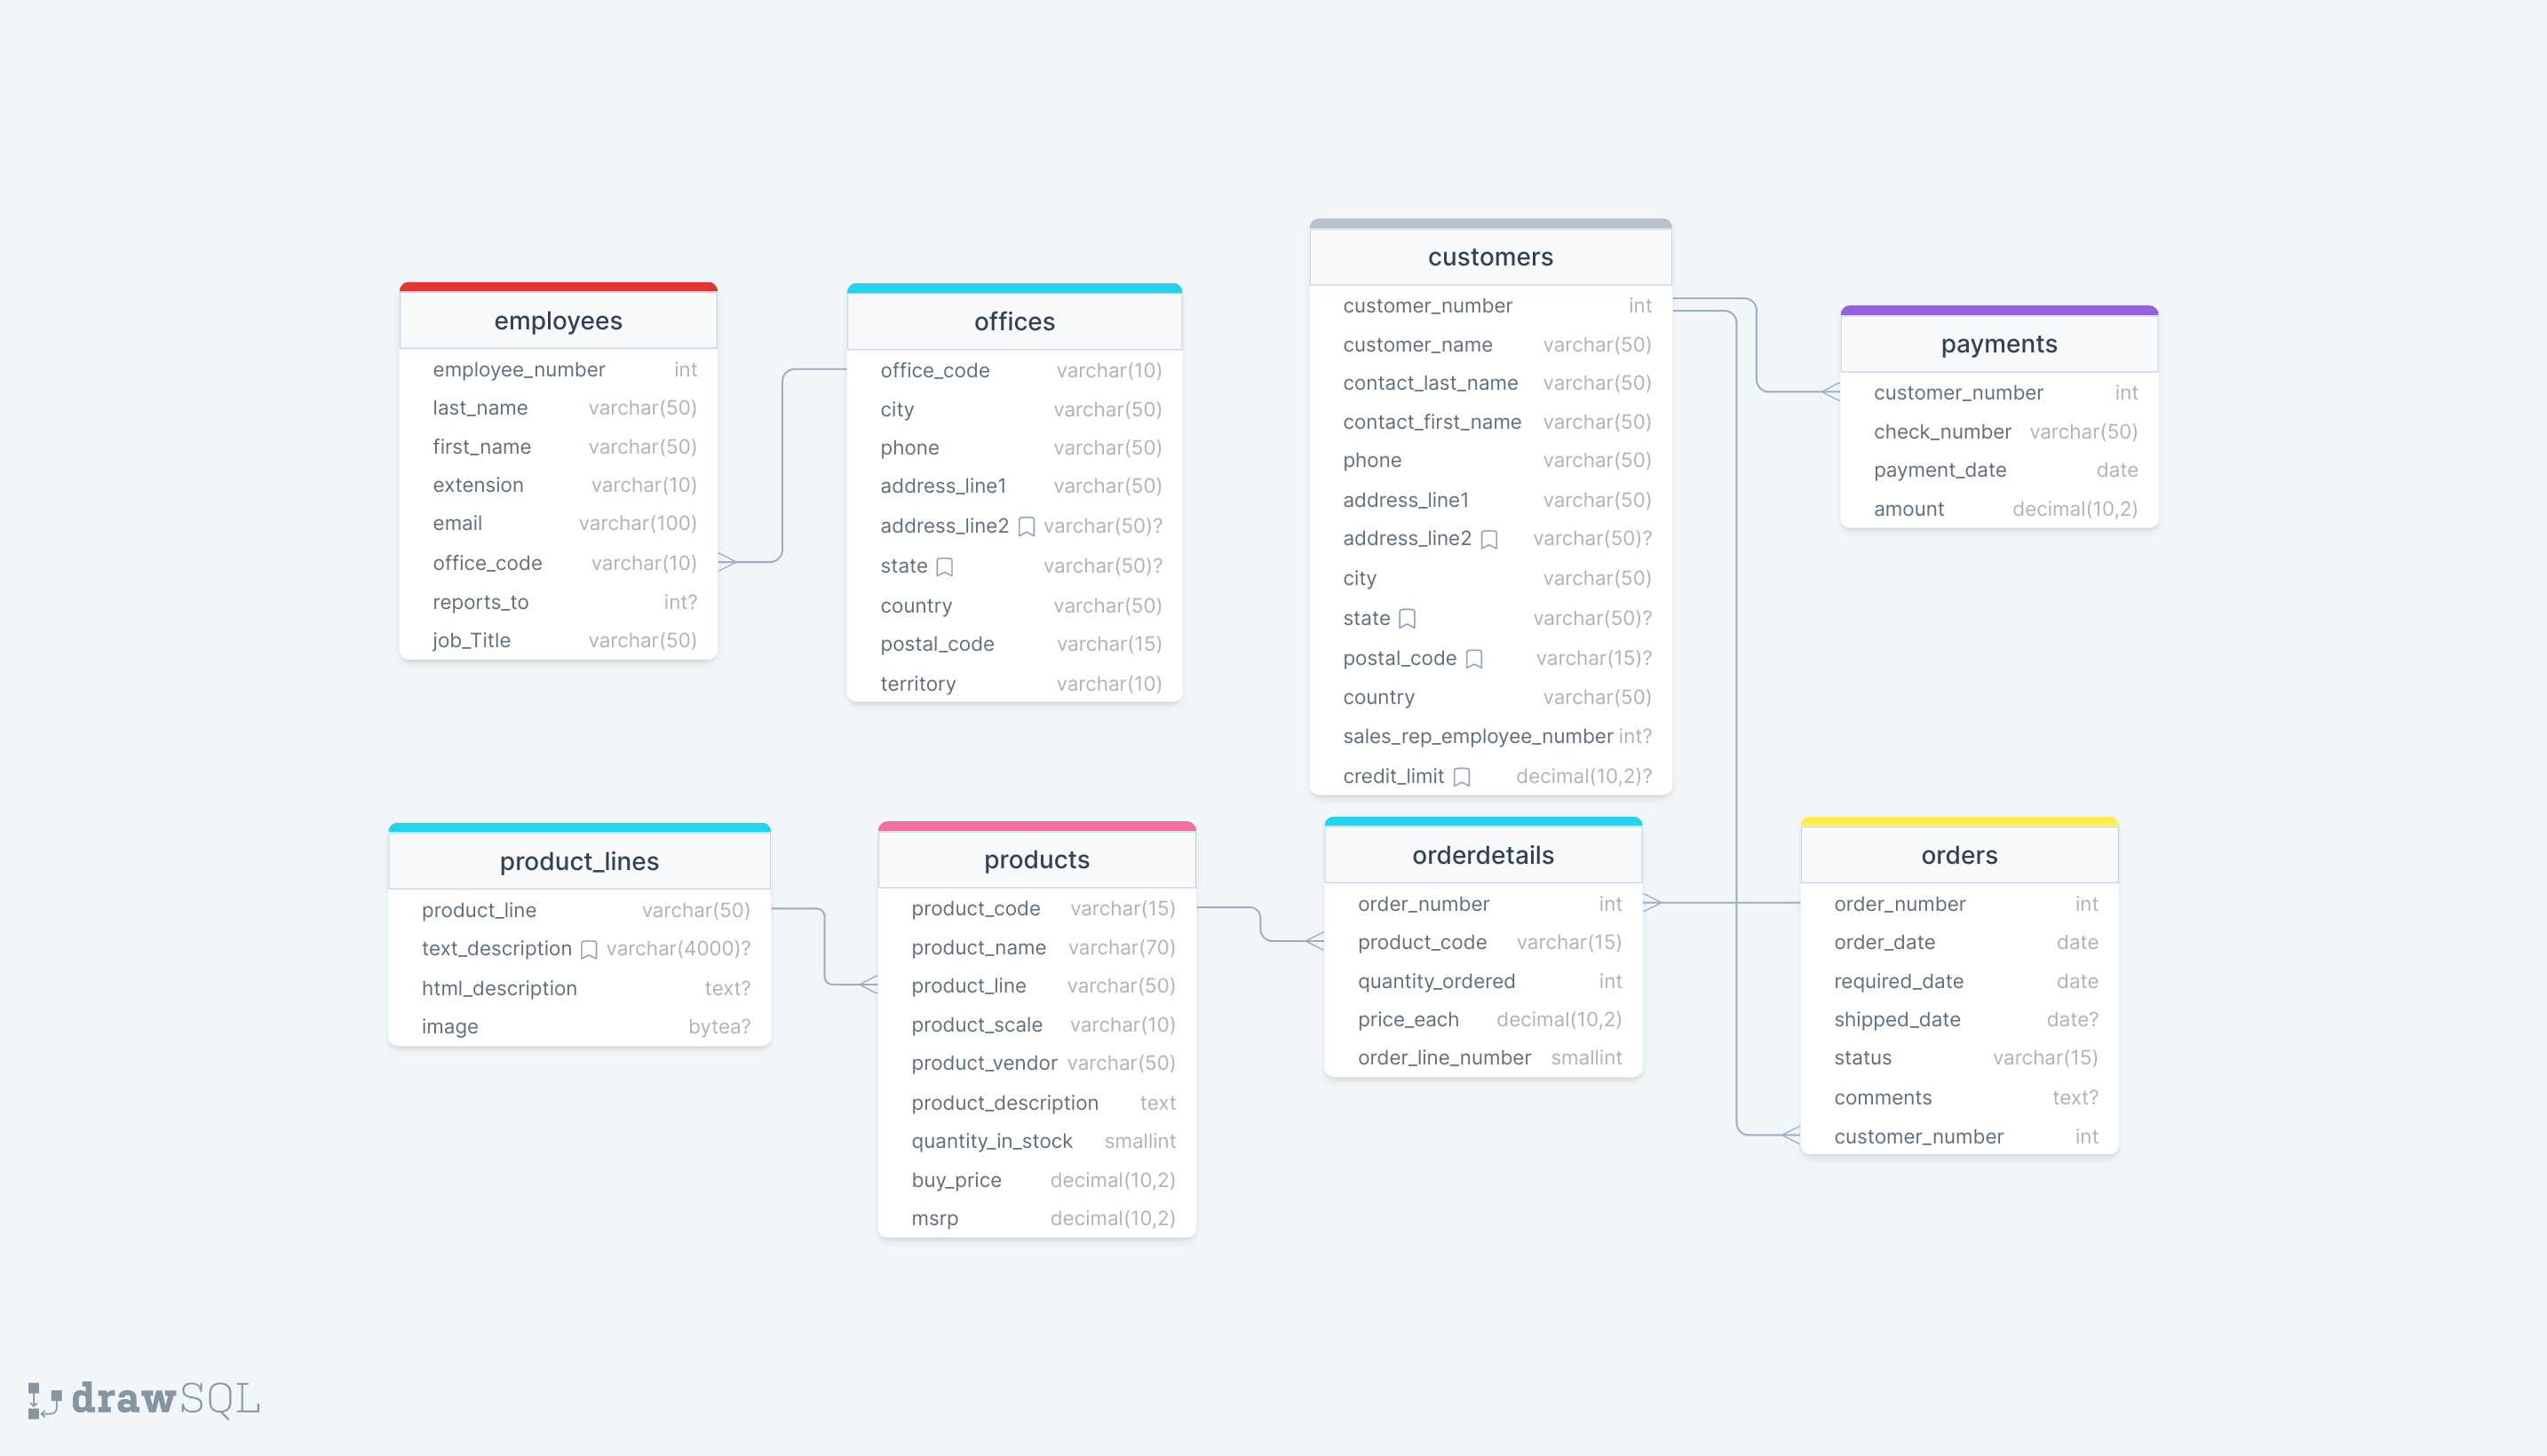 employees
employee_number int
last_name varchar(50)
first_name varchar(50)
extension varchar(10)
email varchar(100)
office_code varchar(10)
reports_to int?
job_Title varchar(50)
offices
office_code varchar(10)
city varchar(50)
phone varchar(50)
address_line1 varchar(50)
address_line2 varchar(50)?
state varchar(50)?
country varchar(50)
postal_code varchar(15)
territory varchar(10)
customers
customer_number int
customer_name varchar(50)
contact_last_name varchar(50)
contact_first_name varchar(50)
phone varchar(50)
address_line1 varchar(50)
address_line2 varchar(50)?
city varchar(50)
state varchar(50)?
postal_code varchar(15)?
country varchar(50)
sales_rep_employee_number int?
credit_limit decimal(10,2)?
payments
customer_number int
check_number varchar(50)
payment_date date
amount decimal(10,2)
product_lines
product_line varchar(50)
text_description varchar(4000)?
html_description text?
image bytea?
products
product_code varchar(15)
product_name varchar(70)
product_line varchar(50)
product_scale varchar(10)
product_vendor varchar(50)
product_description text
quantity_in_stock smallint
buy_price decimal(10,2)
msrp decimal(10,2)
orderdetails
order_number int
product_code varchar(15)
quantity_ordered int
price_each decimal(10,2)
order_line_number smallint
orders
order_number int
order_date date
required_date date
shipped_date date?
status varchar(15)
comments text?
customer_number int
drawSQL